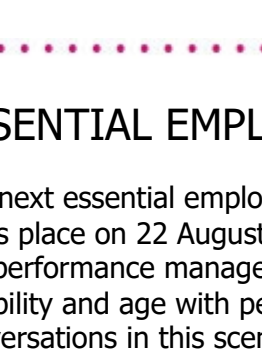 SENTIAL EMPL
next essential emplo
s place on 22 August
performance manage
bility and age with pe
ersations in this scen